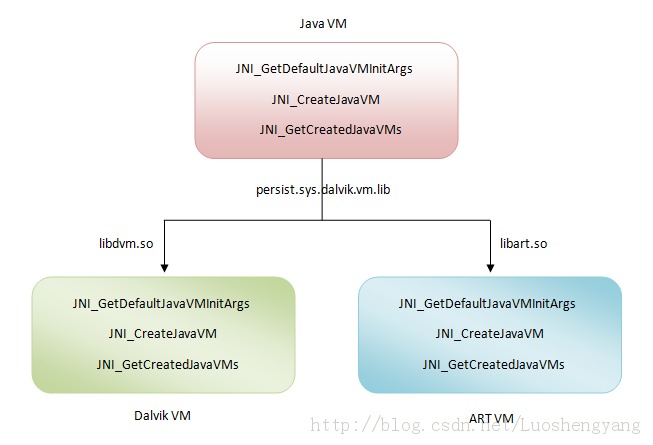 Java VM
JNI_GetDefaultJavaVMInitArgs
JNI_CreateJavaVM
JNI_GetCreatedJavaVMs
persist.sys.dalvik.vm.lib
libdvm.so
libart.so
JNI_GetDefaultJavaVMInitArgs
JNI_CreateJavaVM
JNI_GetCreatedJavaVMs
JNI_GetDefaultJavaVMInitArgs
JNI_CreateJavaVM
JNI_GetCreatedJavaVMs
Dalvik VM
ART VM
http://blog.csdn.net/Luoshengyang